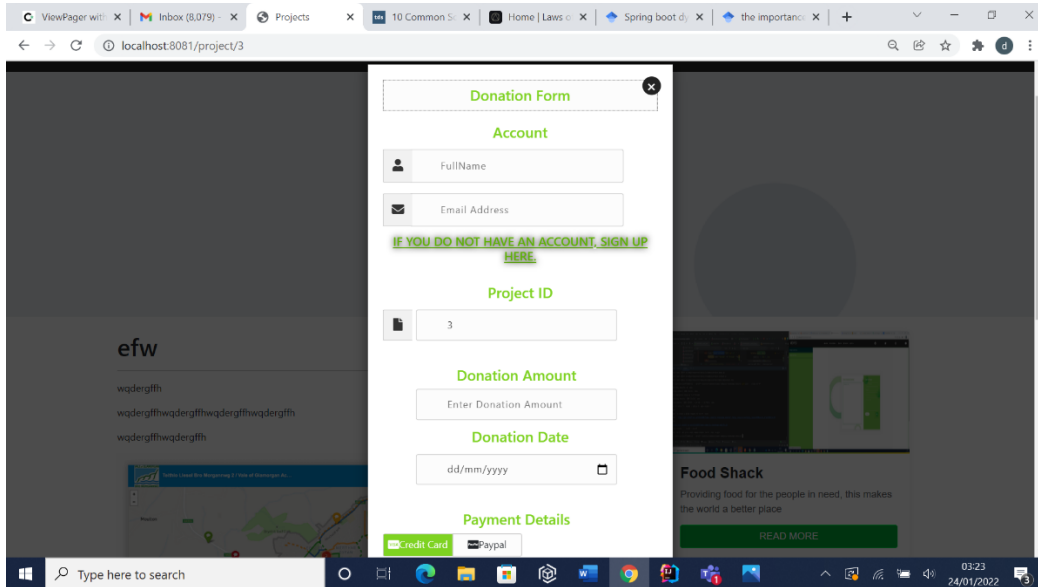 ViewPager with
Inbox (8,079) -
Projects
10 Common Sc
Home | Laws o
Spring boot dy
the importance
localhost:8081/project/3
d
Donation Form
Account
FullName
Email Address
IF YOU DO NOT HAVE AN ACCOUNT, SIGN UP
HERE.
Project ID
3
Donation Amount
Enter Donation Amount
Donation Date
dd/mm/yyyy
Payment Details
Credit Card
Paypal
efw
wqdergffh
wqdergffhwqdergffhwqdergffhwqdergffh
wqdergffhwqdergffh
Food Shack
Providing food for the people in need, this makes
the world a better place
READ MORE
Type here to search
03:23
24/01/2022
3